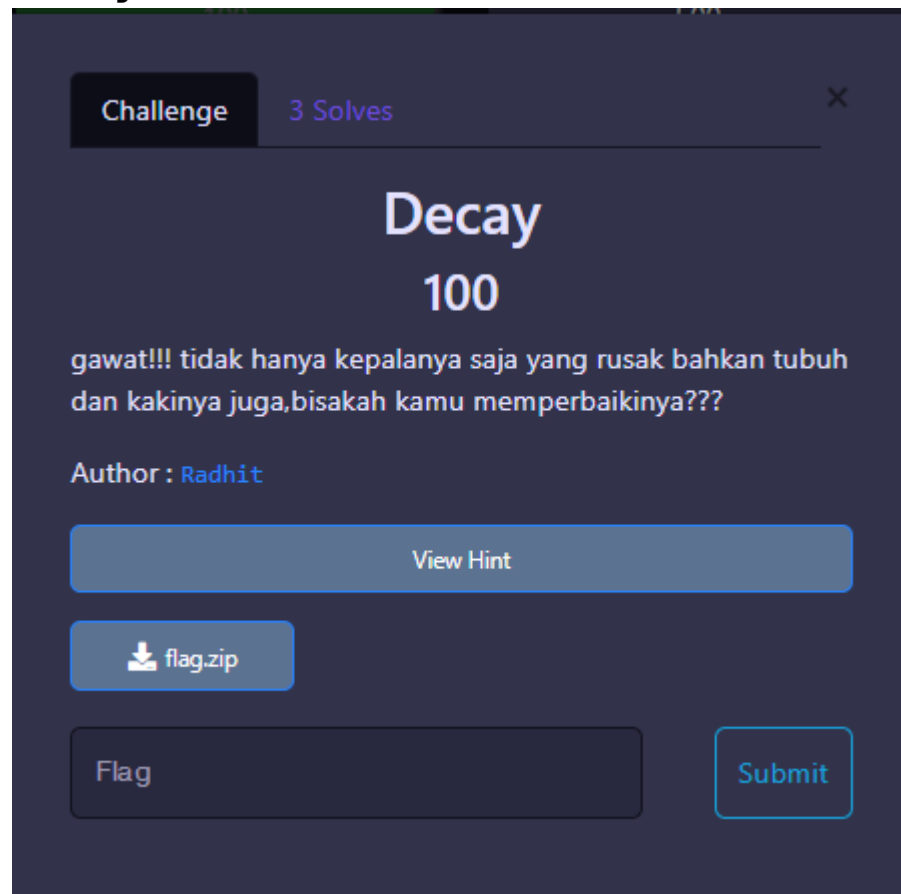 Challenge
3 Solves
×
Decay
100
gawat!!! tidak hanya kepalanya saja yang rusak bahkan tubuh
dan kakinya juga,bisakah kamu memperbaikinya???
Author : Radhit
View Hint
flag.zip
Flag
Submit